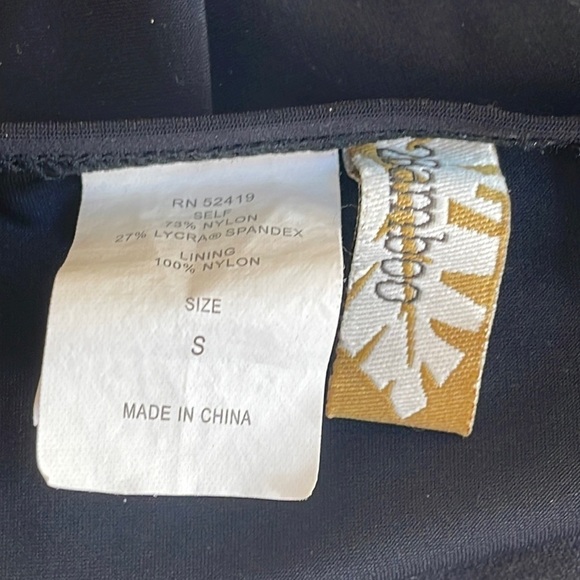 RN 52419
SELF
73% NYLON
27% LYCRA® SPANDEX
LINING
100% NYLON
SIZE
S
MADE IN CHINA